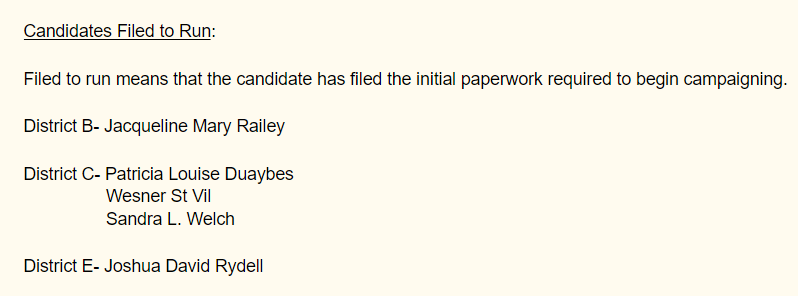 Candidates Filed to Run:
Filed to run means that the candidate has filed the initial paperwork required to begin campaigning.
District B- Jacqueline Mary Railey
District C- Patricia Louise Duaybes
Wesner St Vil
Sandra L. Welch
District E- Joshua David Rydell